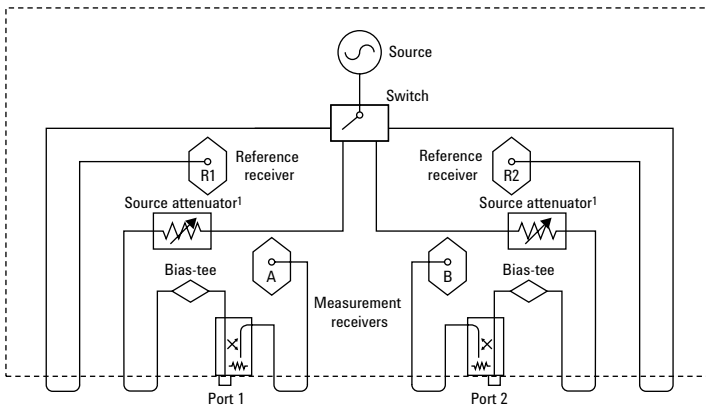 Source
Switch
R1
Reference
receiver
Reference
receiver
R2
Source attenuator¹
Source attenuator¹
Bias-tee
A
Measurement
receivers
B
Bias-tee
Port 1
Port 2